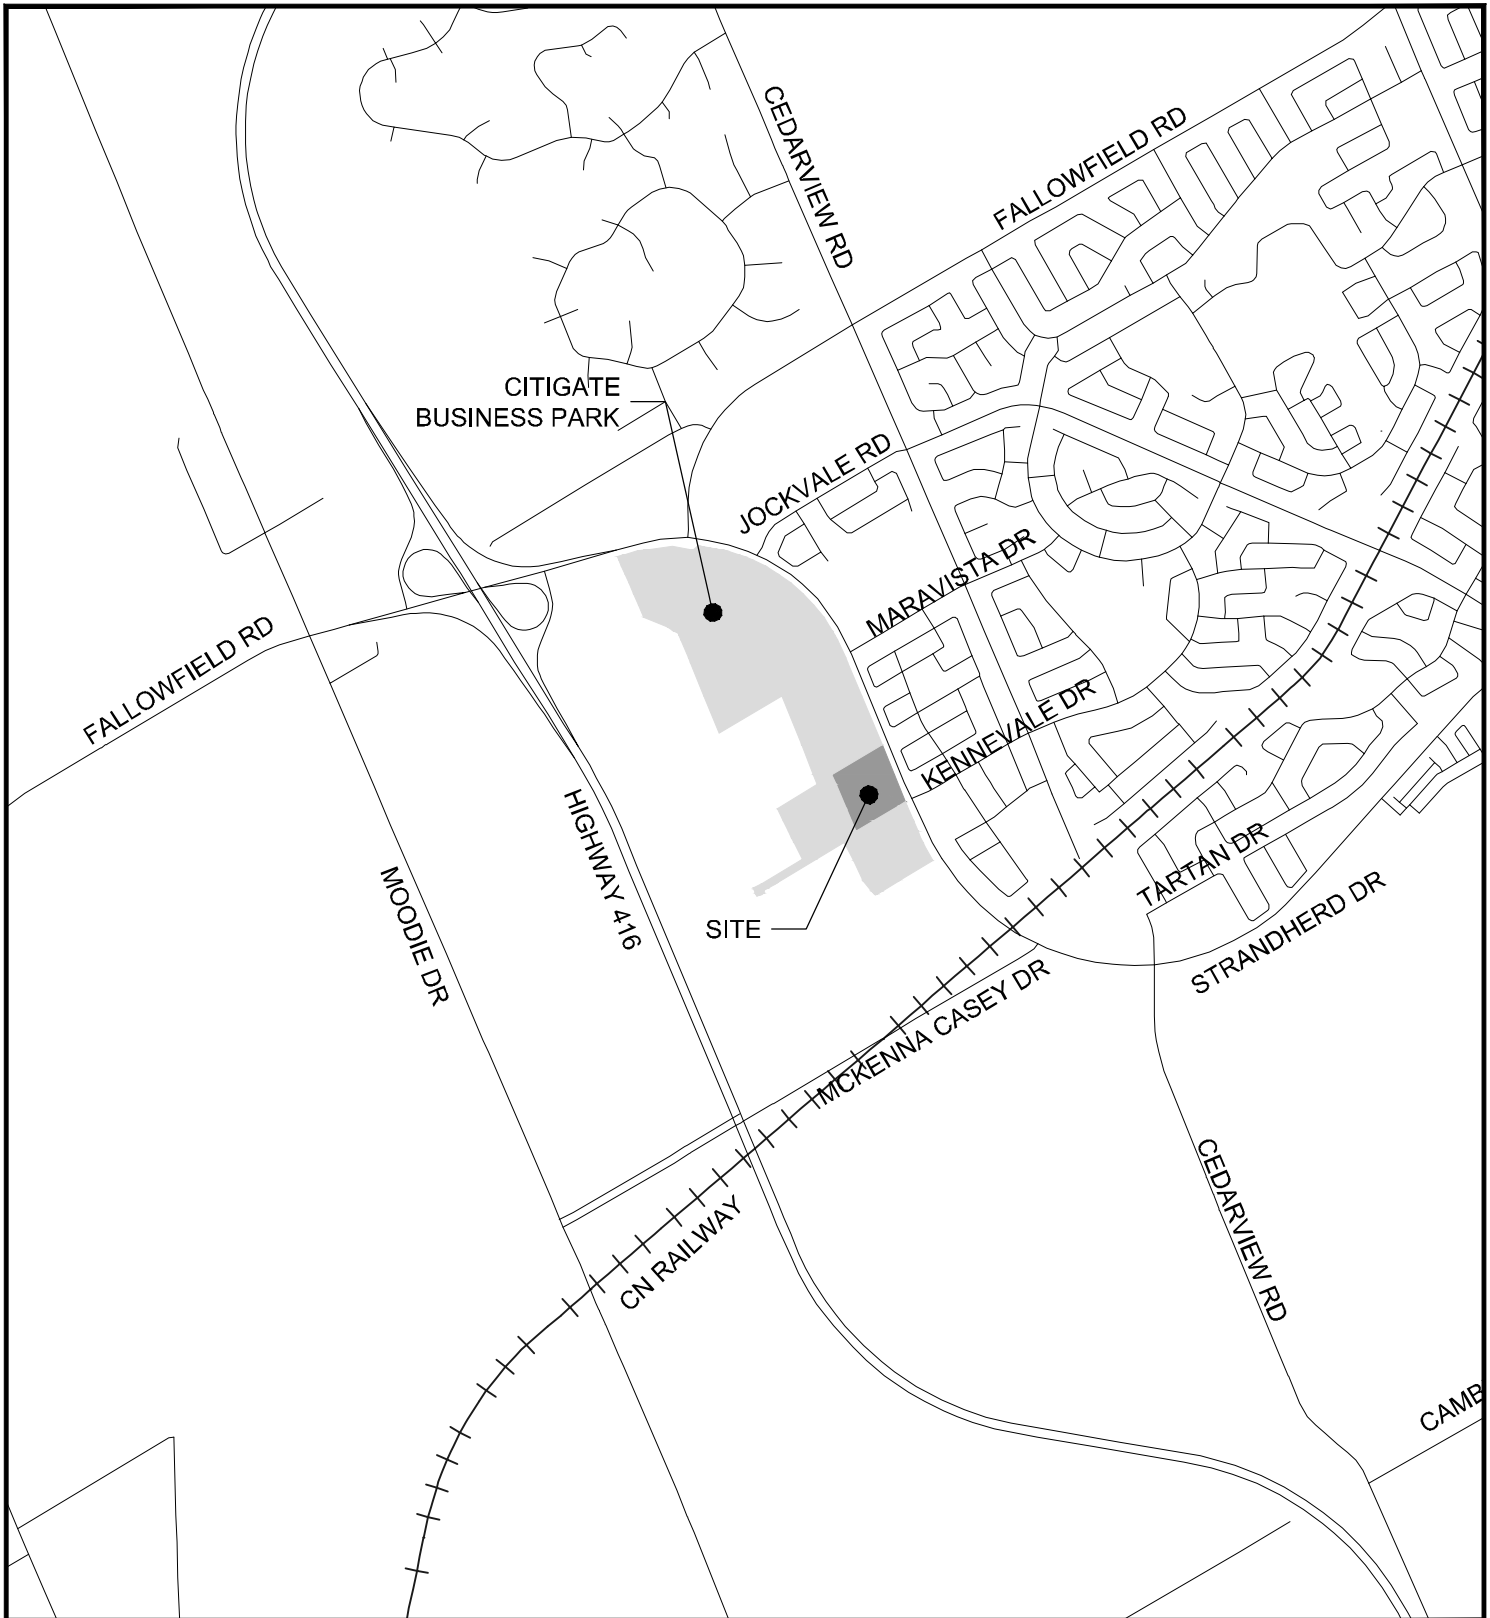 CEDARVIEW RD
FALLOWFIELD RD
CITIGATE
BUSINESS PARK
JOCKVALE RD
MARAVISTA DR
FALLOWFIELD RD
KENNEVALE DR
HIGHWAY 416
MOODIE DR
TARTAN DR
STRANDHERD DR
SITE
MCKENNA CASEY DR
CN RAILWAY
CEDARVIEW RD
CAMB